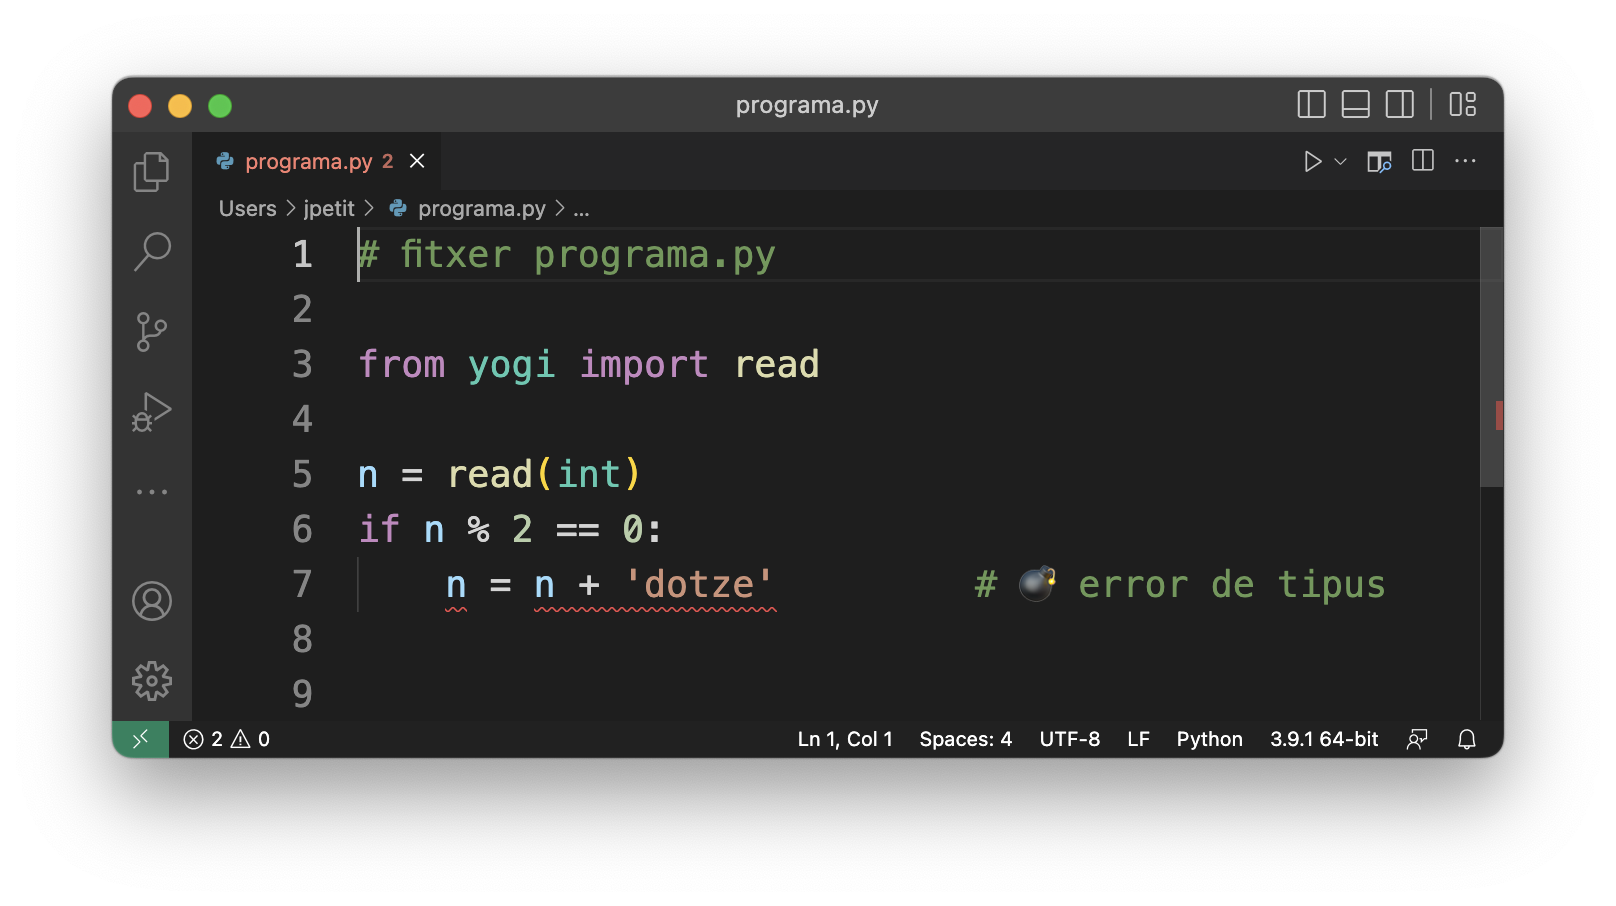 programa.py
programa.py 2
Users > jpetit > programa.py > ...
1 # fitxer programa.py
2
3 from yogi import read
4
5 n = read(int)
6 if n % 2 == 0:
7 n = n + 'dotze' # 💣 error de tipus
8
9
2 0 Ln 1, Col 1 Spaces: 4 UTF-8 LF Python 3.9.1 64-bit